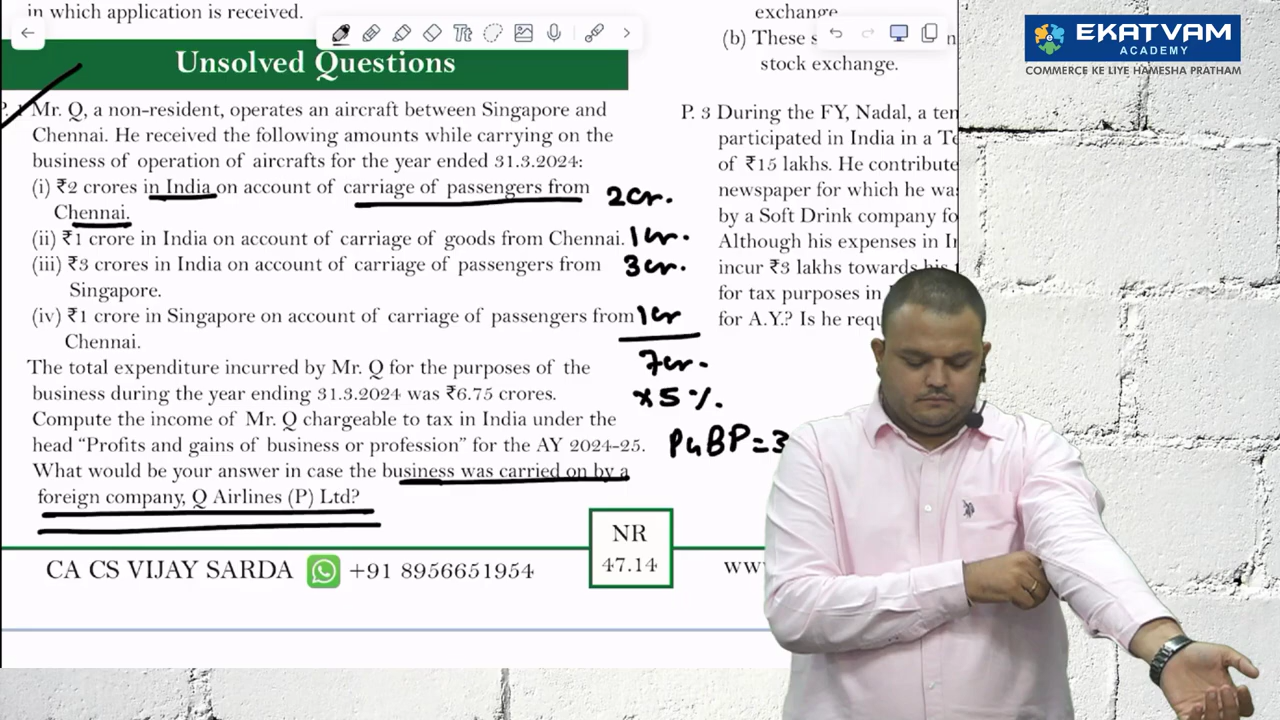 in which application is received.
Unsolved Questions
Mr. Q, a non-resident, operates an aircraft between Singapore and
Chennai. He received the following amounts while carrying on the
business of operation of aircrafts for the year ended 31.3.2024:
(i) ₹2 crores in India on account of carriage of passengers from 2cr.
Chennai.
(ii) ₹1 crore in India on account of carriage of goods from Chennai. 1cr.
(iii) ₹3 crores in India on account of carriage of passengers from 3cr.
Singapore.
(iv) ₹1 crore in Singapore on account of carriage of passengers from 1cr
Chennai.
7cr.
The total expenditure incurred by Mr. Q for the purposes of the
business during the year ending 31.3.2024 was ₹6.75 crores.
x5%.
Compute the income of Mr. Q chargeable to tax in India under the
head “Profits and gains of business or profession” for the AY 2024-25.
PGBP=3
What would be your answer in case the business was carried on by a
foreign company, Q Airlines (P) Ltd?
NR
47.14
CA CS VIJAY SARDA +91 8956651954
exchange
(b) These
stock exchange.
P. 3 During the FY, Nadal, a
participated in India in a
of ₹15 lakhs. He contribute
newspaper for which he was
by a Soft Drink company
Although his expenses in
incur ₹3 lakhs towards his
for tax purposes in
for A.Y.? Is he
EKATVAM
ACADEMY
COMMERCE KE LIYE HAMESHA PRATHAM
Tt